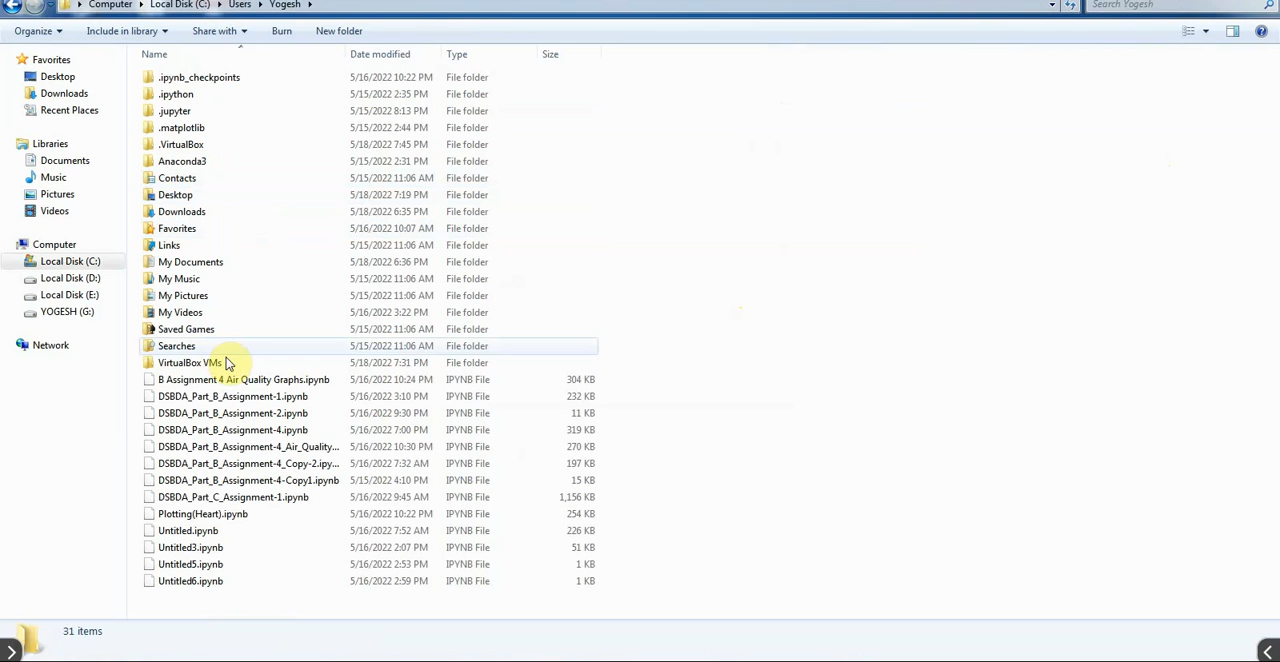 Computer Local Disk (C:) Users Yogesh Search Yogesh
Organize Include in library Share with Burn New folder
Name Date modified Type Size
Favorites
Desktop
Downloads
Recent Places
Libraries
Documents
Music
Pictures
Videos
Computer
Local Disk (C:)
Local Disk (D:)
Local Disk (E:)
YOGESH (G:)
Network
.ipynb_checkpoints 5/16/2022 10:22 PM File folder
.ipython 5/15/2022 2:35 PM File folder
.jupyter 5/15/2022 8:13 PM File folder
.matplotlib 5/15/2022 2:44 PM File folder
.VirtualBox 5/18/2022 7:45 PM File folder
Anaconda3 5/15/2022 2:31 PM File folder
Contacts 5/15/2022 11:06 AM File folder
Desktop 5/18/2022 7:19 PM File folder
Downloads 5/18/2022 6:35 PM File folder
Favorites 5/16/2022 10:07 AM File folder
Links 5/15/2022 11:06 AM File folder
My Documents 5/18/2022 6:36 PM File folder
My Music 5/15/2022 11:06 AM File folder
My Pictures 5/15/2022 11:06 AM File folder
My Videos 5/16/2022 3:22 PM File folder
Saved Games 5/15/2022 11:06 AM File folder
Searches 5/15/2022 11:06 AM File folder
VirtualBox VMs 5/18/2022 7:31 PM File folder
B Assignment 4 Air Quality Graphs.ipynb 5/16/2022 10:24 PM IPYNB File 304 KB
DSBDA_Part_B_Assignment-1.ipynb 5/16/2022 3:10 PM IPYNB File 232 KB
DSBDA_Part_B_Assignment-2.ipynb 5/16/2022 9:30 PM IPYNB File 11 KB
DSBDA_Part_B_Assignment-4.ipynb 5/16/2022 7:00 PM IPYNB File 319 KB
DSBDA_Part_B_Assignment-4_Air_Quality... 5/16/2022 10:30 PM IPYNB File 270 KB
DSBDA_Part_B_Assignment-4_Copy-2.ipy... 5/16/2022 7:32 AM IPYNB File 197 KB
DSBDA_Part_B_Assignment-4-Copy1.ipynb 5/15/2022 4:10 PM IPYNB File 15 KB
DSBDA_Part_C_Assignment-1.ipynb 5/16/2022 9:45 AM IPYNB File 1,156 KB
Plotting(Heart).ipynb 5/16/2022 10:22 PM IPYNB File 254 KB
Untitled.ipynb 5/16/2022 7:52 AM IPYNB File 226 KB
Untitled3.ipynb 5/16/2022 2:07 PM IPYNB File 51 KB
Untitled5.ipynb 5/16/2022 2:53 PM IPYNB File 1 KB
Untitled6.ipynb 5/16/2022 2:59 PM IPYNB File 1 KB
31 items